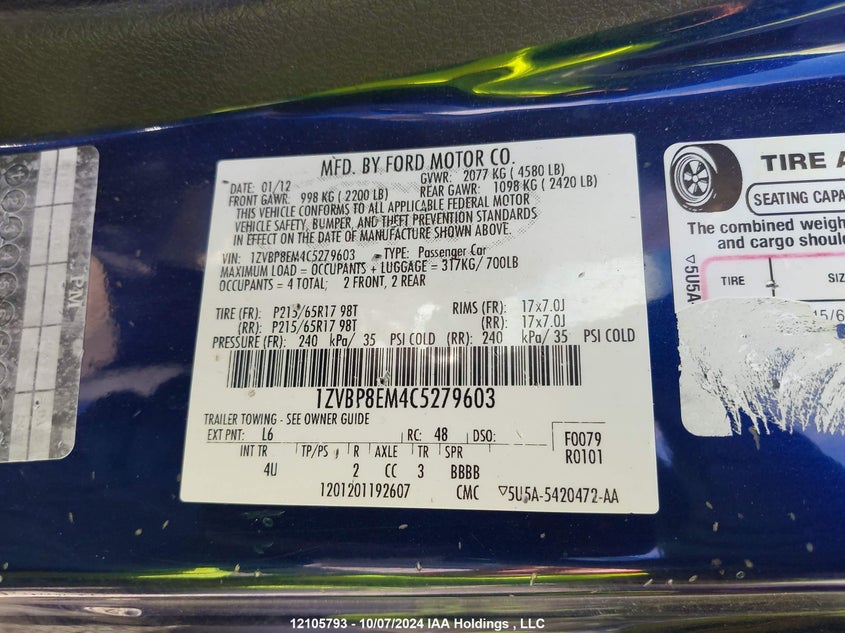 MFD. BY FORD MOTOR CO.
DATE: 01/12
GVWR: 2077 KG ( 4580 LB)
FRONT GAWR: 998 KG ( 2200 LB)
REAR GAWR: 1098 KG ( 2420 LB)
THIS VEHICLE CONFORMS TO ALL APPLICABLE FEDERAL MOTOR
VEHICLE SAFETY, BUMPER, AND THEFT PREVENTION STANDARDS
IN EFFECT ON THE DATE OF MANUFACTURE SHOWN ABOVE.
VIN: 1ZVBP8EM4C5279603 TYPE: Passenger Car
MAXIMUM LOAD = OCCUPANTS + LUGGAGE = 317KG/700LB
OCCUPANTS = 4 TOTAL; 2 FRONT, 2 REAR
TIRE (FR): P215/65R17 98T RIMS (FR): 17x7.0J
(RR): P215/65R17 98T (RR): 17x7.0J
PRESSURE (FR): 240 kPa/ 35 PSI COLD (RR): 240 kPa/ 35 PSI COLD
1ZVBP8EM4C5279603
TRAILER TOWING - SEE OWNER GUIDE
EXT PNT: L6 RC: 48 DSO: F0079
R0101
INT TR TP/PS R AXLE TR SPR
4U 2 CC 3 BBBB
1201201192607 CMC ▽5U5A-5420472-AA
PM
TIRE A
SEATING CAPA
The combined weigh
and cargo shoul
▽5U5A
TIRE SIZ
15/6
12105793 - 10/07/2024 IAA Holdings , LLC